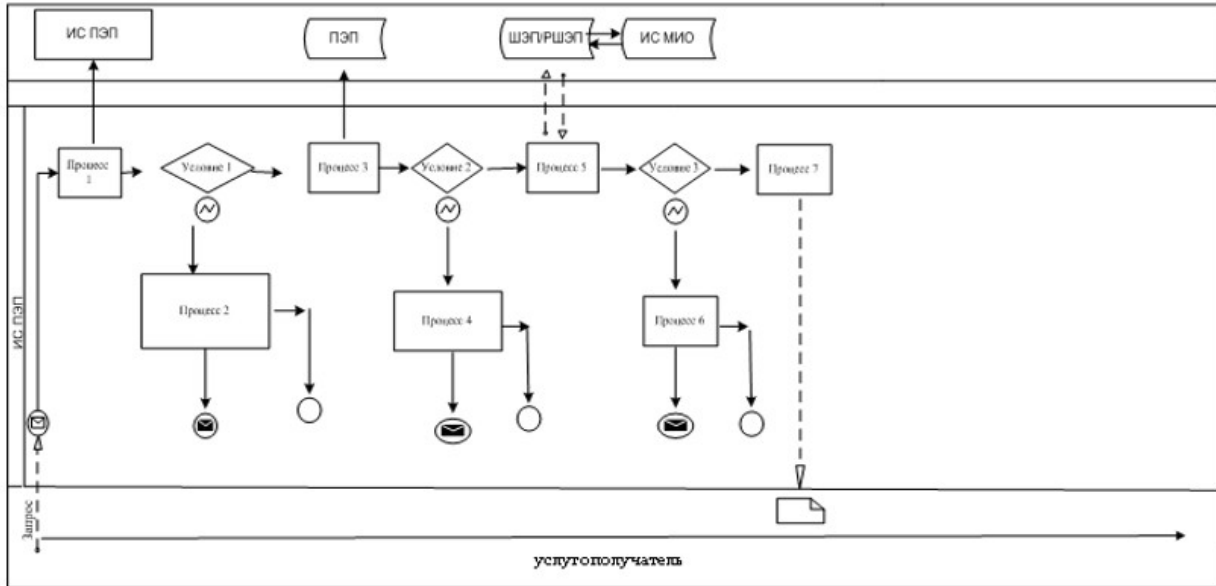 ИС ПЭП
ПЭП
ШЭП/РШЭП
ИС МИО
Процесс
1
Условие 1
Процесс 3
Условие 2
Процесс 5
Условие 3
Процесс 7
Процесс 2
Процесс 4
Процесс 6
ИС ПЭП
Запрос
услугополучатель